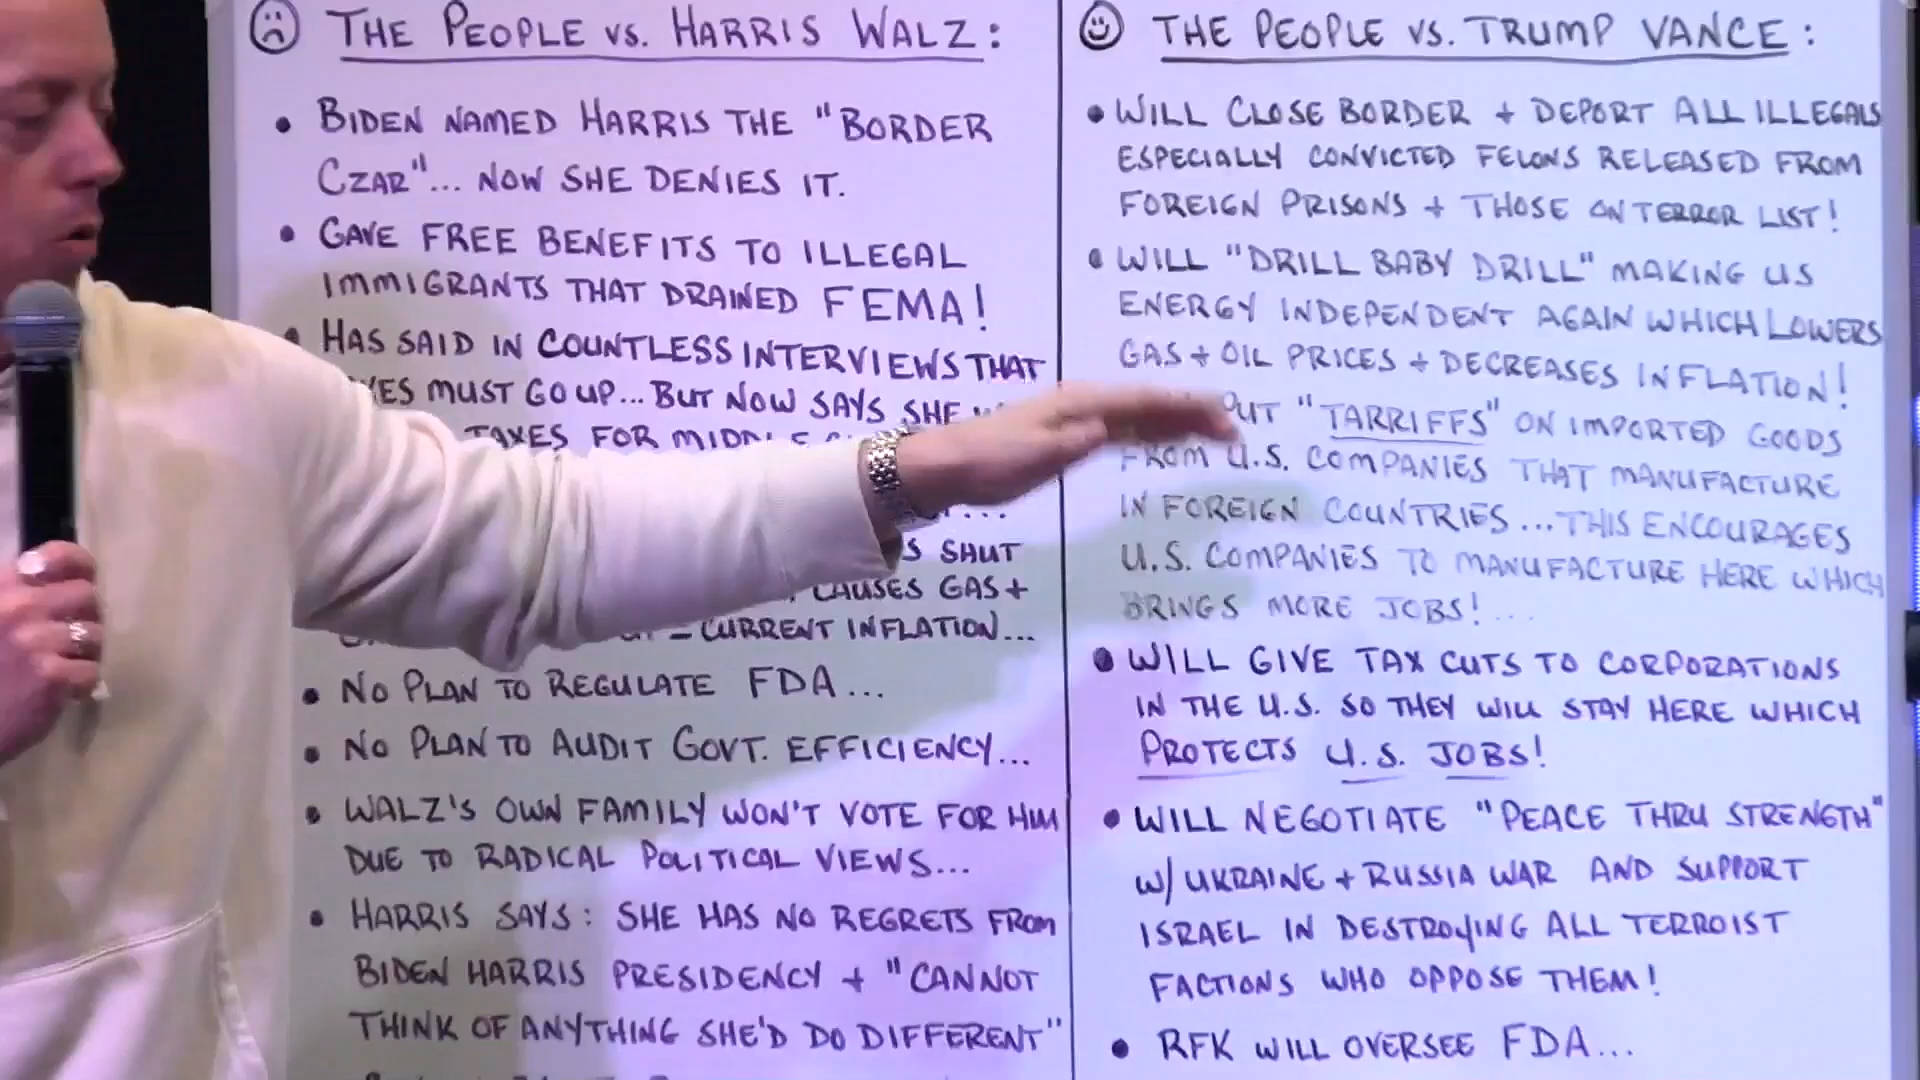 THE PEOPLE VS. HARRIS WALZ:
• BIDEN NAMED HARRIS THE "BORDER
CZAR"... NOW SHE DENIES IT.
• GAVE FREE BENEFITS TO ILLEGAL
IMMIGRANTS THAT DRAINED FEMA!
• HAS SAID IN COUNTLESS INTERVIEWS THAT
MUST GO UP... BUT NOW SAYS SHE
TAXES FOR
SHUT
CAUSES GAS +
= CURRENT INFLATION...
• NO PLAN TO REGULATE FDA...
• NO PLAN TO AUDIT GOVT. EFFICIENCY...
• WALZ'S OWN FAMILY WON'T VOTE FOR HIM
DUE TO RADICAL POLITICAL VIEWS...
• HARRIS SAYS: SHE HAS NO REGRETS FROM
BIDEN HARRIS PRESIDENCY + "CANNOT
THINK OF ANYTHING SHE'D DO DIFFERENT"
THE PEOPLE VS. TRUMP VANCE:
• WILL CLOSE BORDER + DEPORT ALL ILLEGALS
ESPECIALLY CONVICTED FELONS RELEASED FROM
FOREIGN PRISONS + THOSE ON TERROR LIST!
• WILL "DRILL BABY DRILL" MAKING US
ENERGY INDEPENDENT AGAIN WHICH LOWERS
GAS + OIL PRICES + DECREASES INFLATION!
"TARRIFFS" ON IMPORTED GOODS
FROM U.S. COMPANIES THAT MANUFACTURE
IN FOREIGN COUNTRIES... THIS ENCOURAGES
U.S. COMPANIES TO MANUFACTURE HERE WHICH
BRINGS MORE JOBS!...
• WILL GIVE TAX CUTS TO CORPORATIONS
IN THE U.S. SO THEY WILL STAY HERE WHICH
PROTECTS U.S. JOBS!
• WILL NEGOTIATE "PEACE THRU STRENGTH"
W/ UKRAINE + RUSSIA WAR AND SUPPORT
ISRAEL IN DESTROYING ALL TERROIST
FACTIONS WHO OPPOSE THEM!
• RFK WILL OVERSEE FDA...